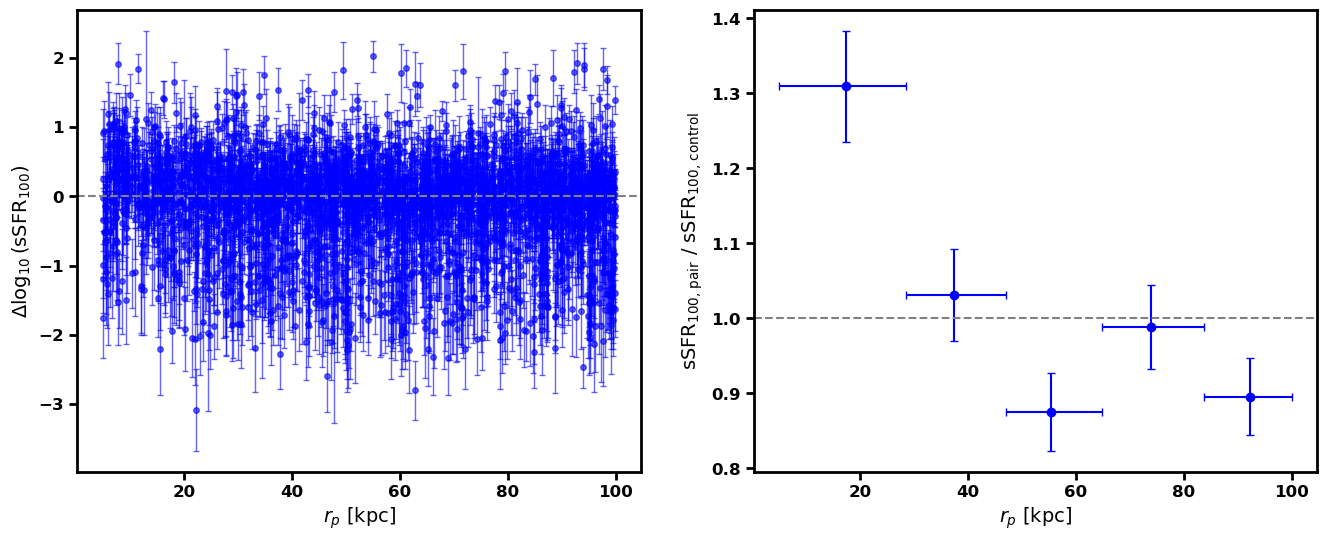 2
1
0
−1
−2
−3
Δlog₁₀ (sSFR₁₀₀)
20 40 60 80 100
rₚ [kpc]
1.4
1.3
1.2
1.1
1.0
0.9
0.8
sSFR₁₀₀, pair / sSFR₁₀₀, control
20 40 60 80 100
rₚ [kpc]